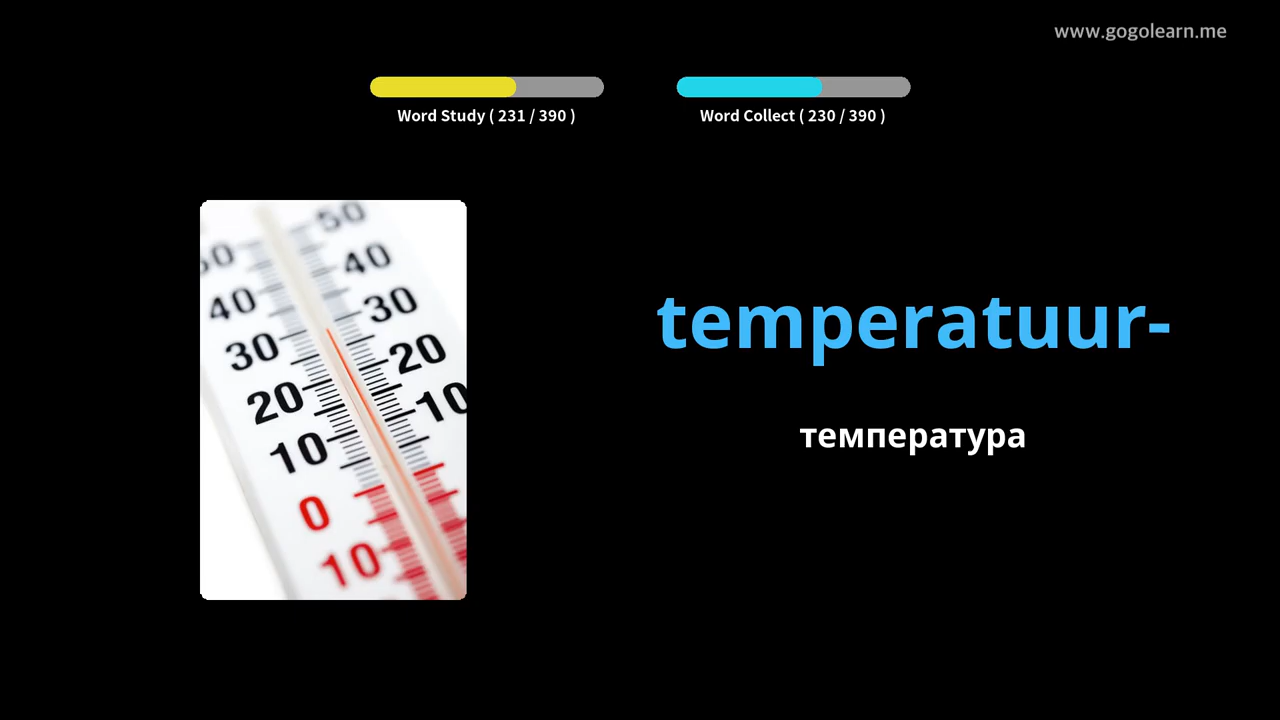 www.gogolearn.me
Word Study ( 231 / 390 )
Word Collect ( 230 / 390 )
50
50
40
40
30
30
20
20
10
10
0
10
temperatuur-
температура